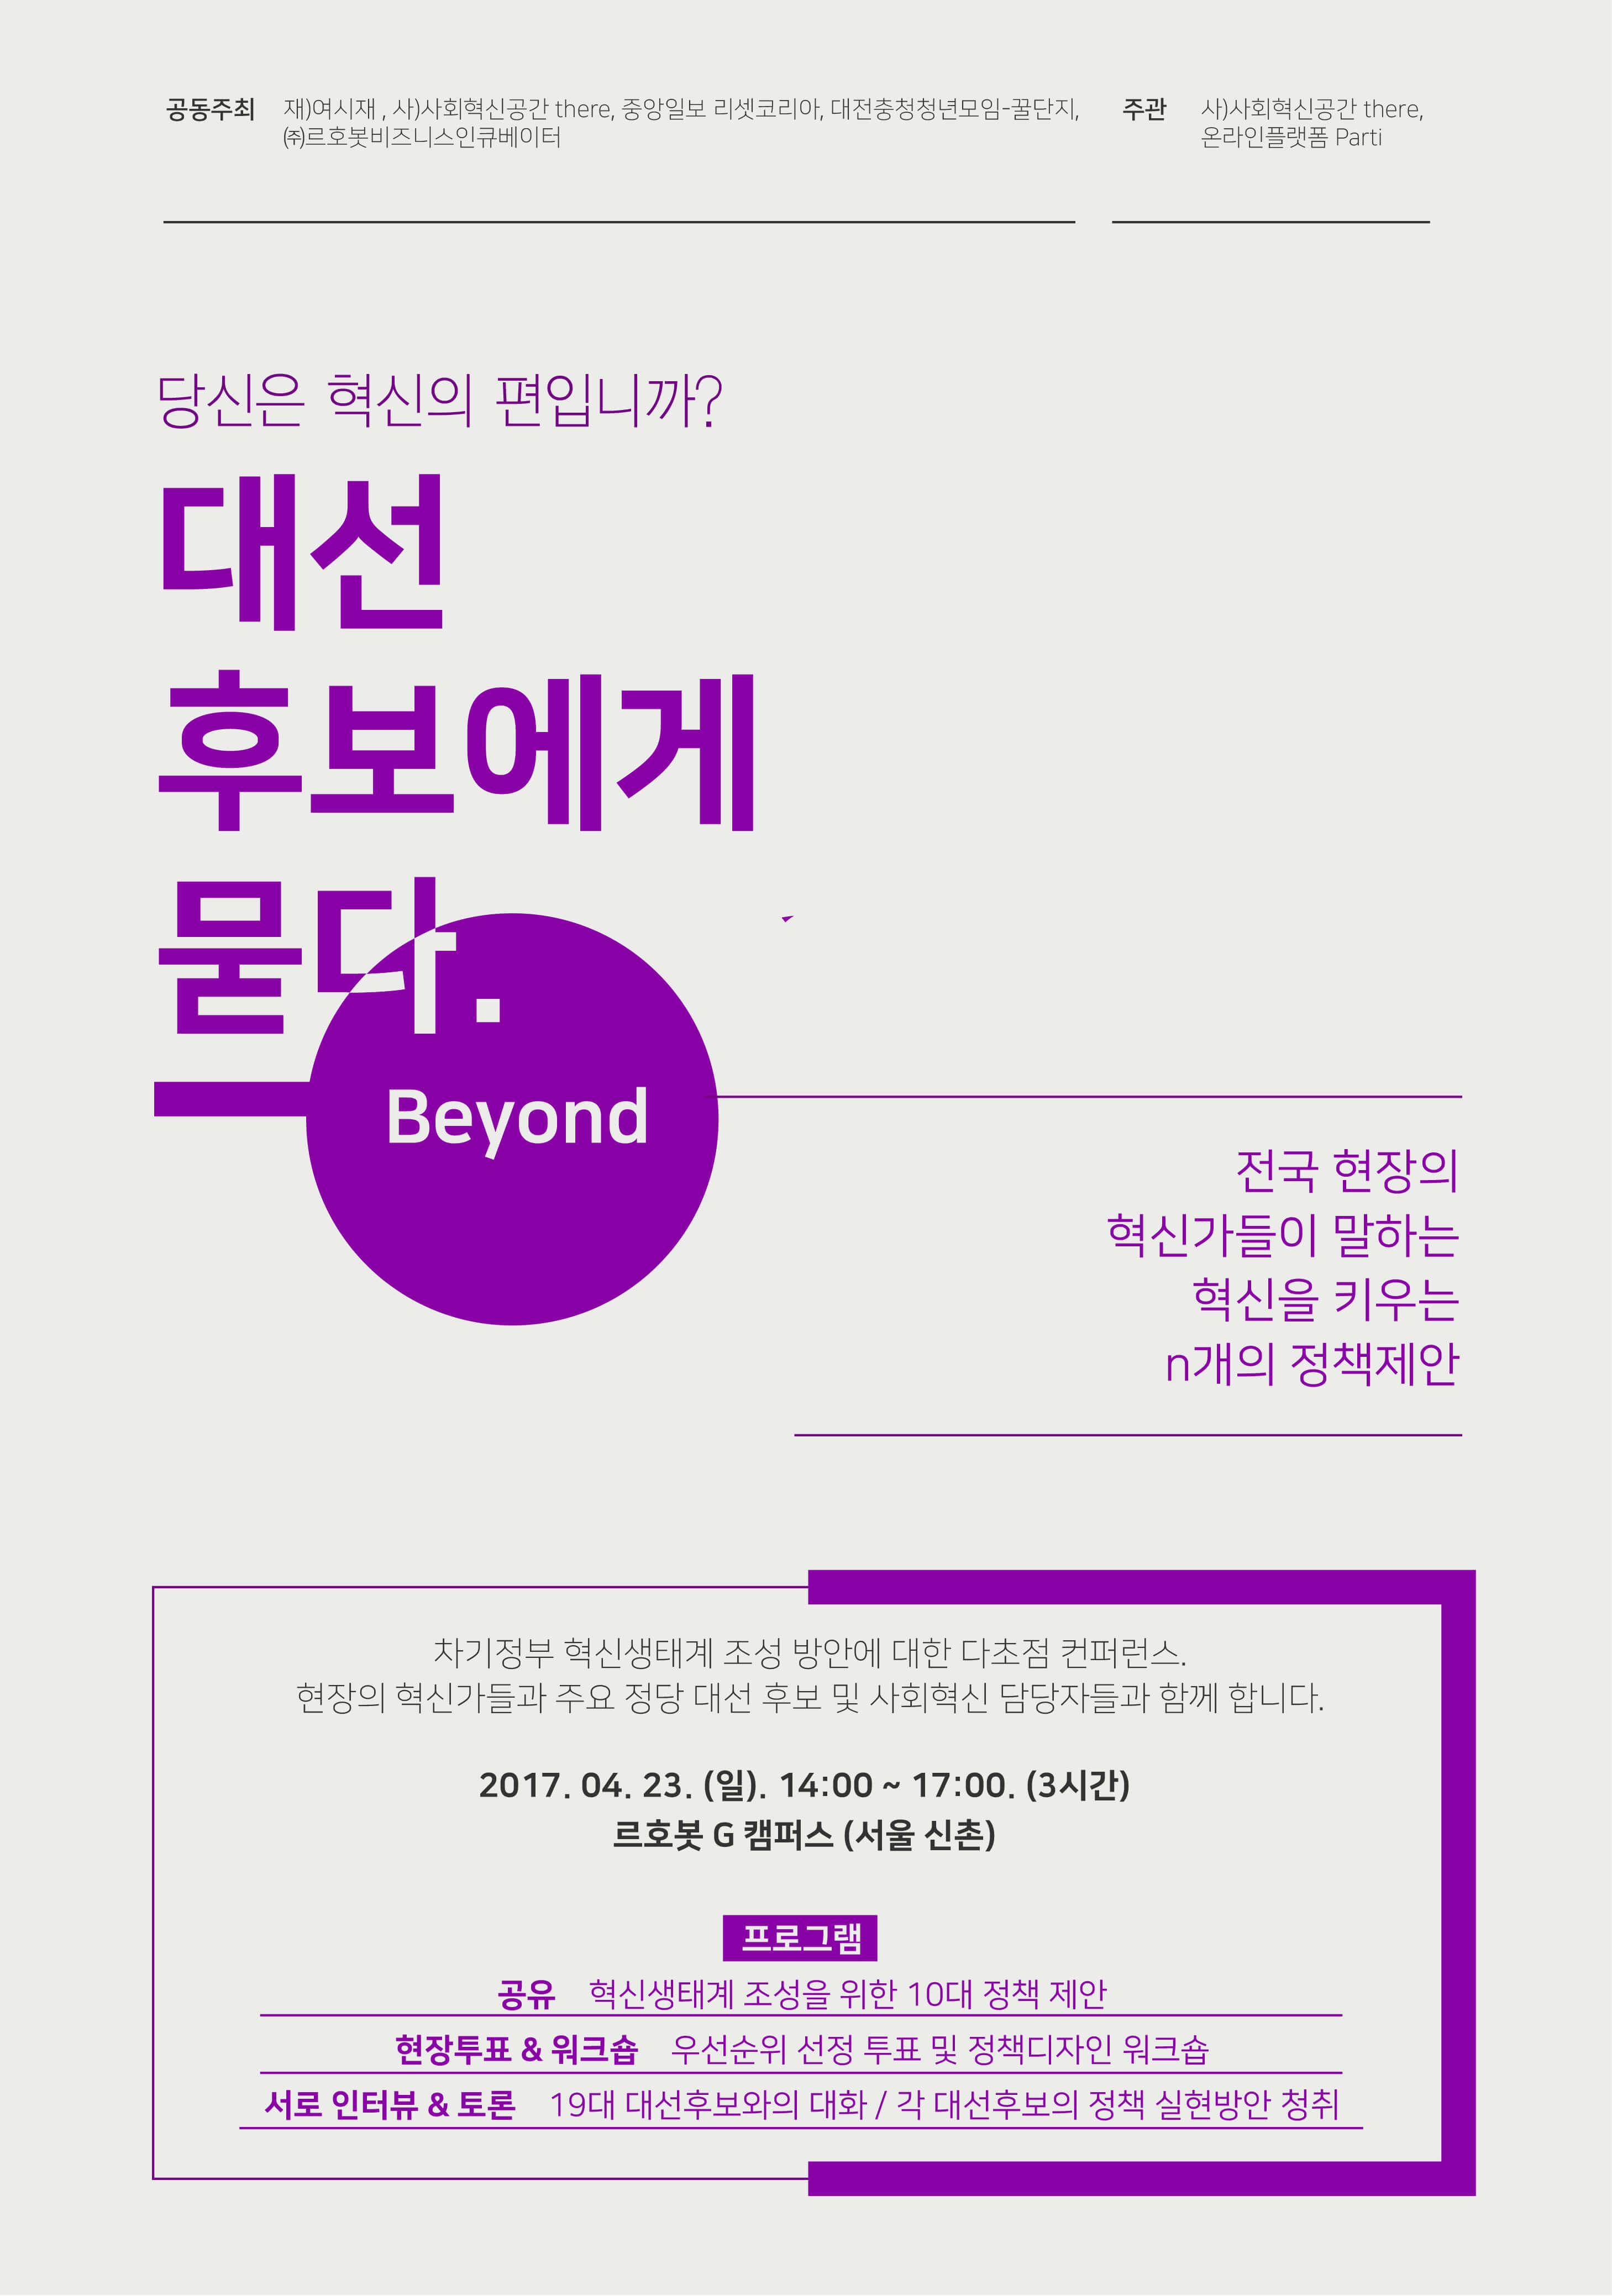 공동주최 재)여시재 , 사)사회혁신공간 there, 중앙일보 리셋코리아, 대전충청청년모임-꿀단지,
㈜르호봇비즈니스인큐베이터
주관 사)사회혁신공간 there,
온라인플랫폼 Parti
당신은 혁신의 편입니까?
대선
후보에게
묻다.
Beyond
전국 현장의
혁신가들이 말하는
혁신을 키우는
n개의 정책제안
차기정부 혁신생태계 조성 방안에 대한 다초점 컨퍼런스.
현장의 혁신가들과 주요 정당 대선 후보 및 사회혁신 담당자들과 함께 합니다.
2017. 04. 23. (일). 14:00 ~ 17:00. (3시간)
르호봇 G 캠퍼스 (서울 신촌)
프로그램
공유 혁신생태계 조성을 위한 10대 정책 제안
현장투표 & 워크숍 우선순위 선정 투표 및 정책디자인 워크숍
서로 인터뷰 & 토론 19대 대선후보와의 대화 / 각 대선후보의 정책 실현방안 청취